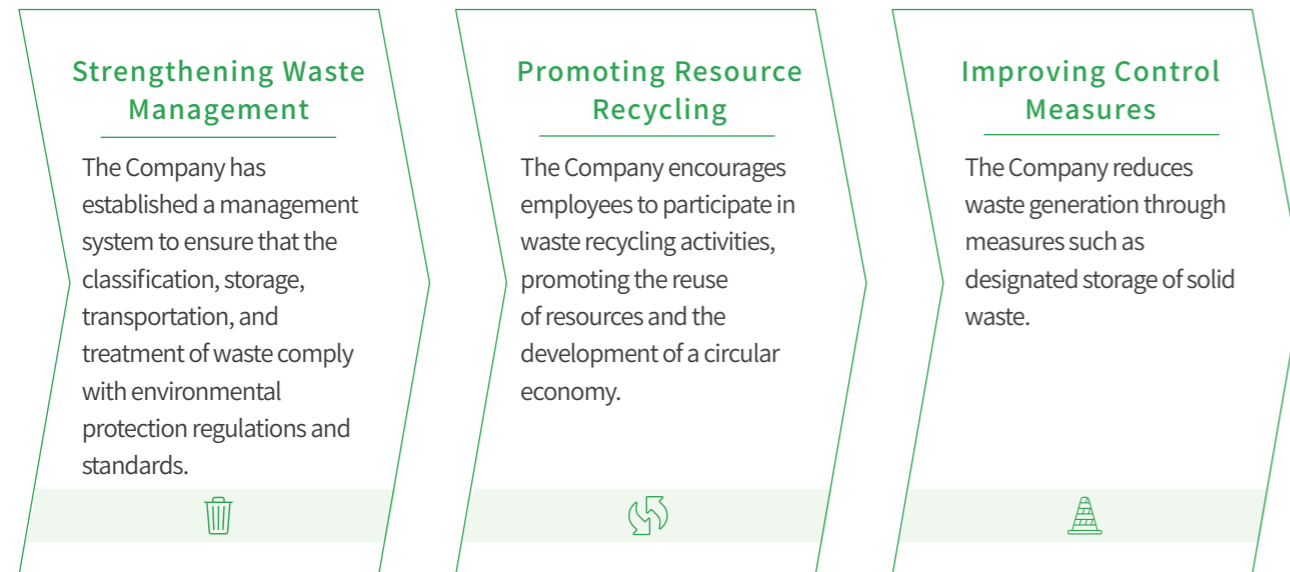 Strengthening Waste
Management
The Company has
established a management
system to ensure that the
classification, storage,
transportation, and
treatment of waste comply
with environmental
protection regulations and
standards.
Promoting Resource
Recycling
The Company encourages
employees to participate in
waste recycling activities,
promoting the reuse
of resources and the
development of a circular
economy.
Improving Control
Measures
The Company reduces
waste generation through
measures such as
designated storage of solid
waste.